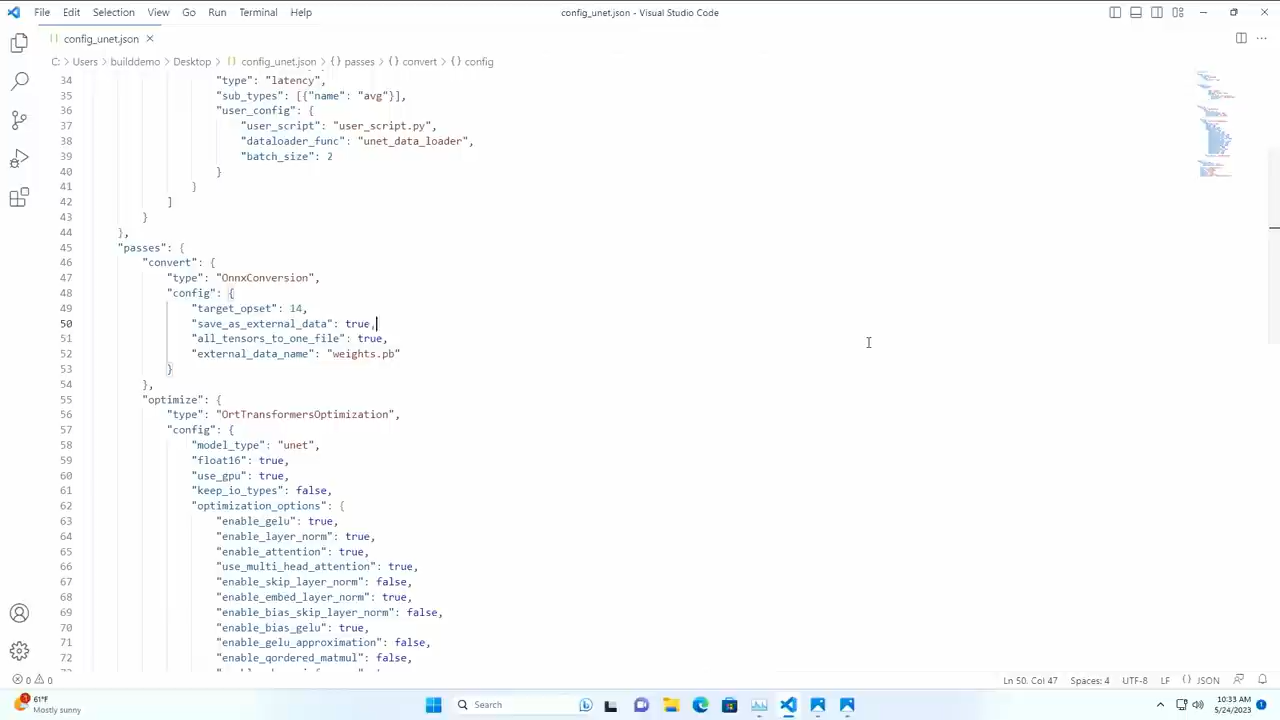 File Edit Selection View Go Run Terminal Help
config_unet.json - Visual Studio Code
config_unet.json
C: > Users > builddemo > Desktop > config_unet.json > {} passes > {} convert > {} config
34 "type": "latency",
35 "sub_types": [{"name": "avg"}],
36 "user_config": {
37 "user_script": "user_script.py",
38 "dataloader_func": "unet_data_loader",
39 "batch_size": 2
40 }
41 }
42 ]
43 }
44 },
45 "passes": {
46 "convert": {
47 "type": "OnnxConversion",
48 "config": {
49 "target_opset": 14,
50 "save_as_external_data": true,
51 "all_tensors_to_one_file": true,
52 "external_data_name": "weights.pb"
53 }
54 },
55 "optimize": {
56 "type": "OrtTransformersOptimization",
57 "config": {
58 "model_type": "unet",
59 "float16": true,
60 "use_gpu": true,
61 "keep_io_types": false,
62 "optimization_options": {
63 "enable_gelu": true,
64 "enable_layer_norm": true,
65 "enable_attention": true,
66 "use_multi_head_attention": true,
67 "enable_skip_layer_norm": false,
68 "enable_embed_layer_norm": true,
69 "enable_bias_skip_layer_norm": false,
70 "enable_bias_gelu": true,
71 "enable_gelu_approximation": false,
72 "enable_qordered_matmul": false,
0 0
Ln 50, Col 47 Spaces: 4 UTF-8 LF {} JSON
61°F
Mostly sunny
Search
10:33 AM
5/24/2023